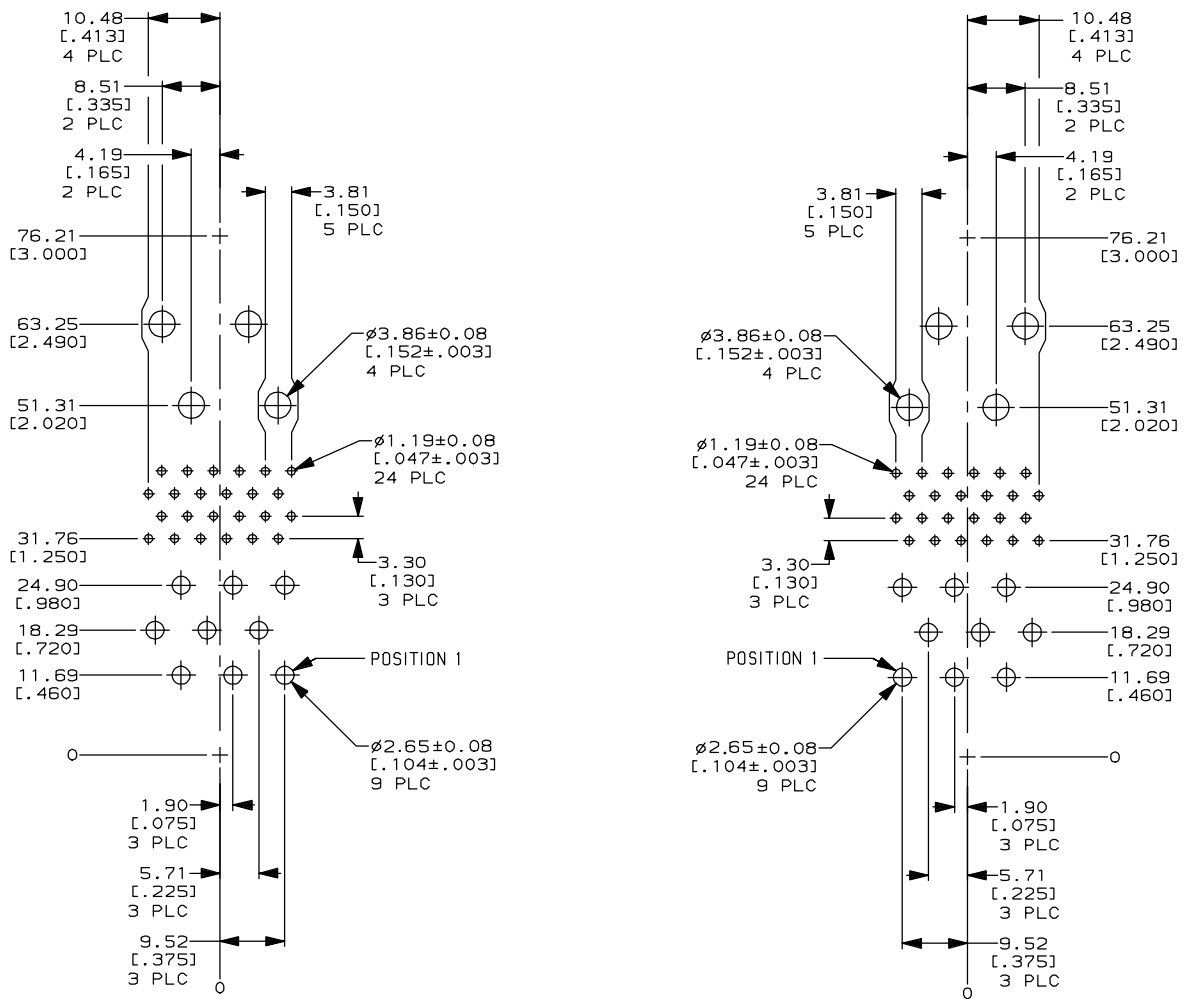 10.48
[.413]
4 PLC
8.51
[.335]
2 PLC
4.19
[.165]
2 PLC
3.81
[.150]
5 PLC
76.21
[3.000]
63.25
[2.490]
ø3.86±0.08
[.152±.003]
4 PLC
51.31
[2.020]
ø1.19±0.08
[.047±.003]
24 PLC
31.76
[1.250]
3.30
[.130]
3 PLC
24.90
[.980]
18.29
[.720]
POSITION 1
11.69
[.460]
ø2.65±0.08
[.104±.003]
9 PLC
0
1.90
[.075]
3 PLC
5.71
[.225]
3 PLC
9.52
[.375]
3 PLC
0
10.48
[.413]
4 PLC
8.51
[.335]
2 PLC
4.19
[.165]
2 PLC
3.81
[.150]
5 PLC
76.21
[3.000]
63.25
[2.490]
ø3.86±0.08
[.152±.003]
4 PLC
51.31
[2.020]
ø1.19±0.08
[.047±.003]
24 PLC
31.76
[1.250]
3.30
[.130]
3 PLC
24.90
[.980]
18.29
[.720]
POSITION 1
11.69
[.460]
ø2.65±0.08
[.104±.003]
9 PLC
0
1.90
[.075]
3 PLC
5.71
[.225]
3 PLC
9.52
[.375]
3 PLC
0